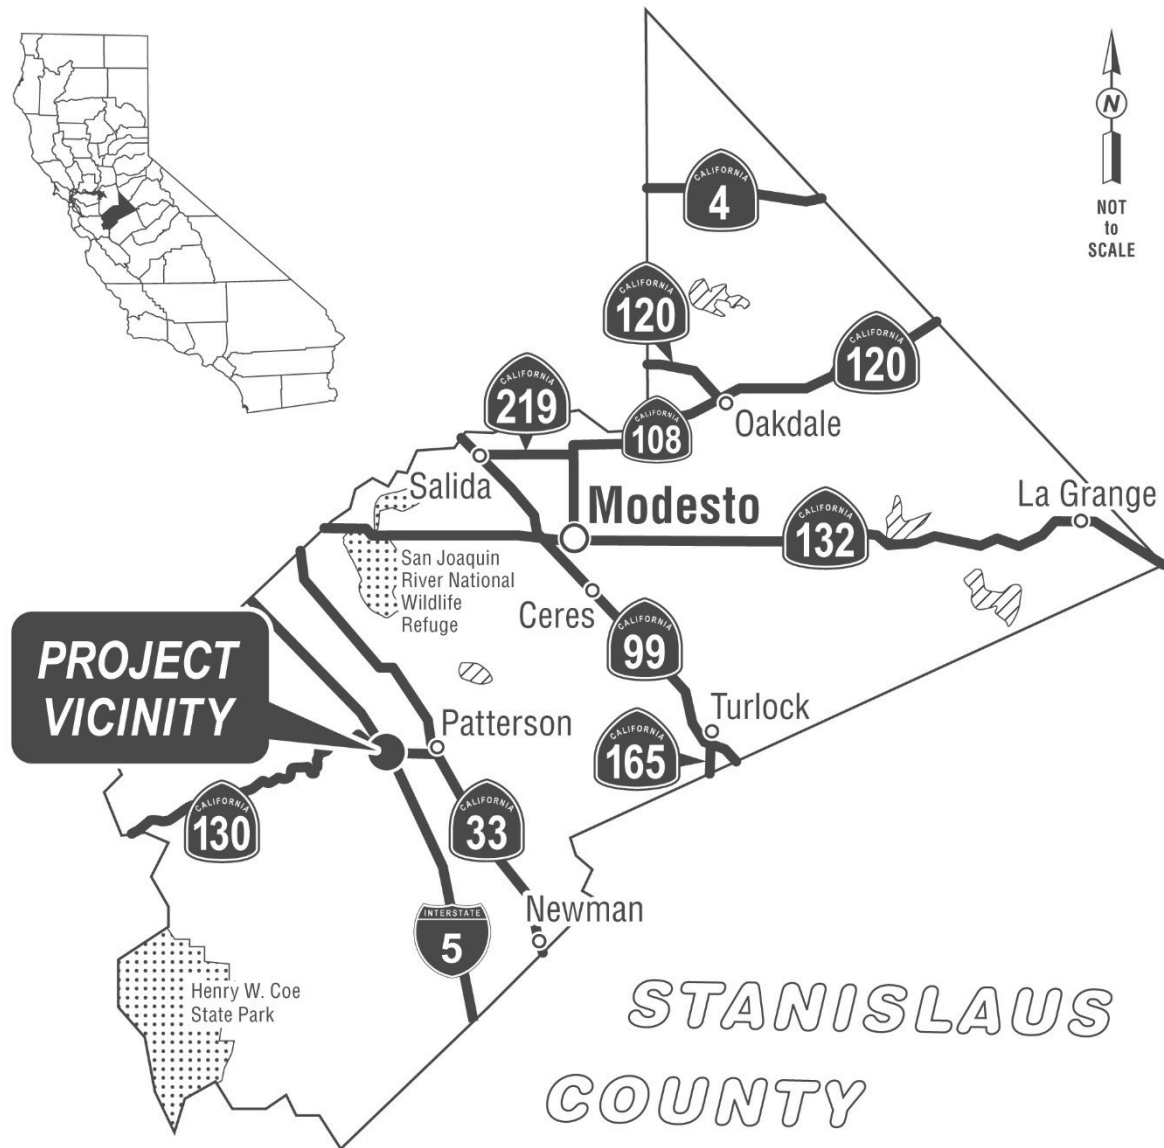 N
NOT
to
SCALE
CALIFORNIA
4
CALIFORNIA
120
CALIFORNIA
120
CALIFORNIA
219
CALIFORNIA
108
Oakdale
Salida
Modesto
La Grange
CALIFORNIA
132
San Joaquin
River National
Wildlife
Refuge
Ceres
CALIFORNIA
99
PROJECT
VICINITY
Patterson
Turlock
CALIFORNIA
165
CALIFORNIA
130
CALIFORNIA
33
Newman
INTERSTATE
5
Henry W. Coe
State Park
STANISLAUS
COUNTY